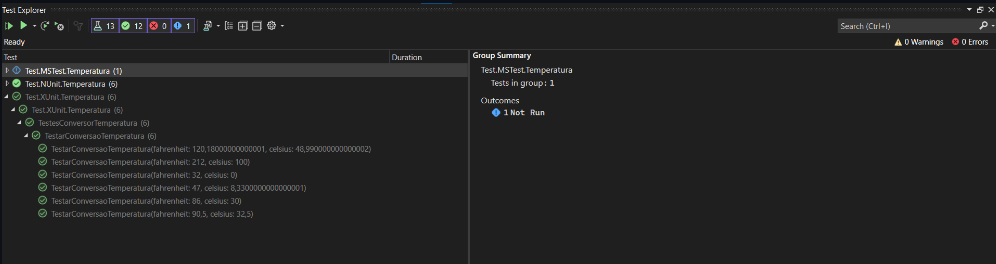 Test Explorer
13 12 0 1
Search (Ctrl+I)
Ready
0 Warnings 0 Errors
Test Duration
Group Summary
Test.MSTest.Temperatura (1)
Test.NUnit.Temperatura (6)
Test.XUnit.Temperatura (6)
Test.XUnit.Temperatura (6)
TestesConversorTemperatura (6)
TestarConversaoTemperatura (6)
TestarConversaoTemperatura(fahrenheit: 120,18000000000001, celsius: 48,990000000000002)
TestarConversaoTemperatura(fahrenheit: 212, celsius: 100)
TestarConversaoTemperatura(fahrenheit: 32, celsius: 0)
TestarConversaoTemperatura(fahrenheit: 47, celsius: 8,3300000000000001)
TestarConversaoTemperatura(fahrenheit: 86, celsius: 30)
TestarConversaoTemperatura(fahrenheit: 90,5, celsius: 32,5)
Test.MSTest.Temperatura
Tests in group: 1
Outcomes
1 Not Run